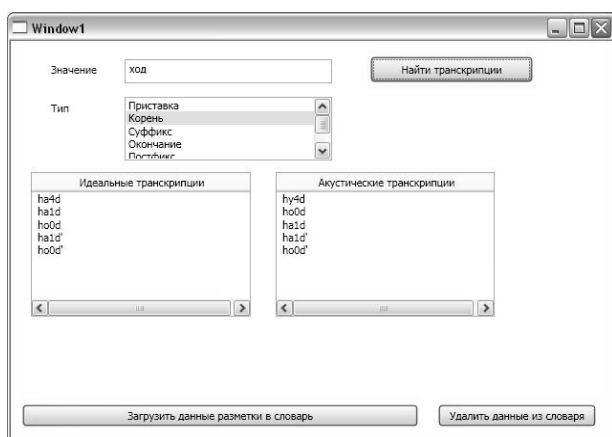 Window1
Значение
ход
Найти транскрипции
Тип
Приставка
Корень
Суффикс
Окончание
Постфикс
Идеальные транскрипции
ha4d
ha1d
ho0d
ha1d'
ho0d'
Акустические транскрипции
hy4d
ho0d
ha1d
ha1d'
ho0d'
Загрузить данные разметки в словарь
Удалить данные из словаря